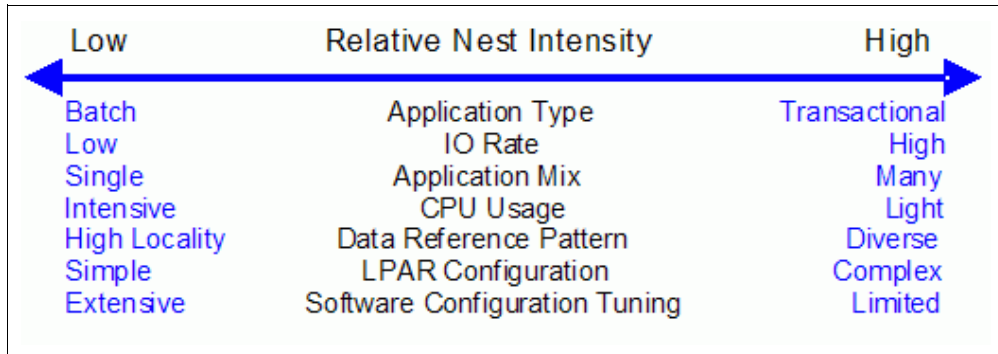 Low Relative Nest Intensity High
Batch Application Type Transactional
Low IO Rate High
Single Application Mix Many
Intensive CPU Usage Light
High Locality Data Reference Pattern Diverse
Simple LPAR Configuration Complex
Extensive Software Configuration Tuning Limited